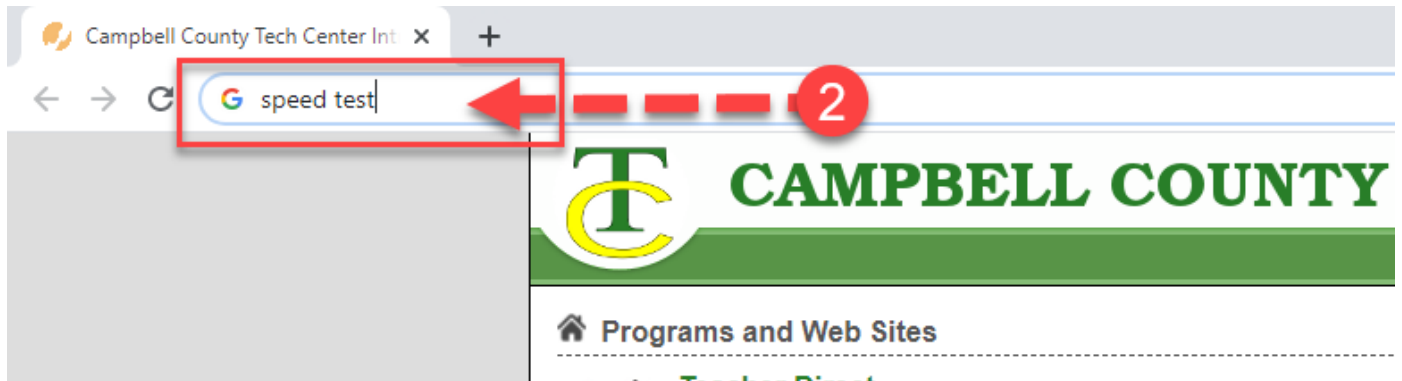 Campbell County Tech Center Int
G speed test
2
TC
CAMPBELL COUNTY
Programs and Web Sites